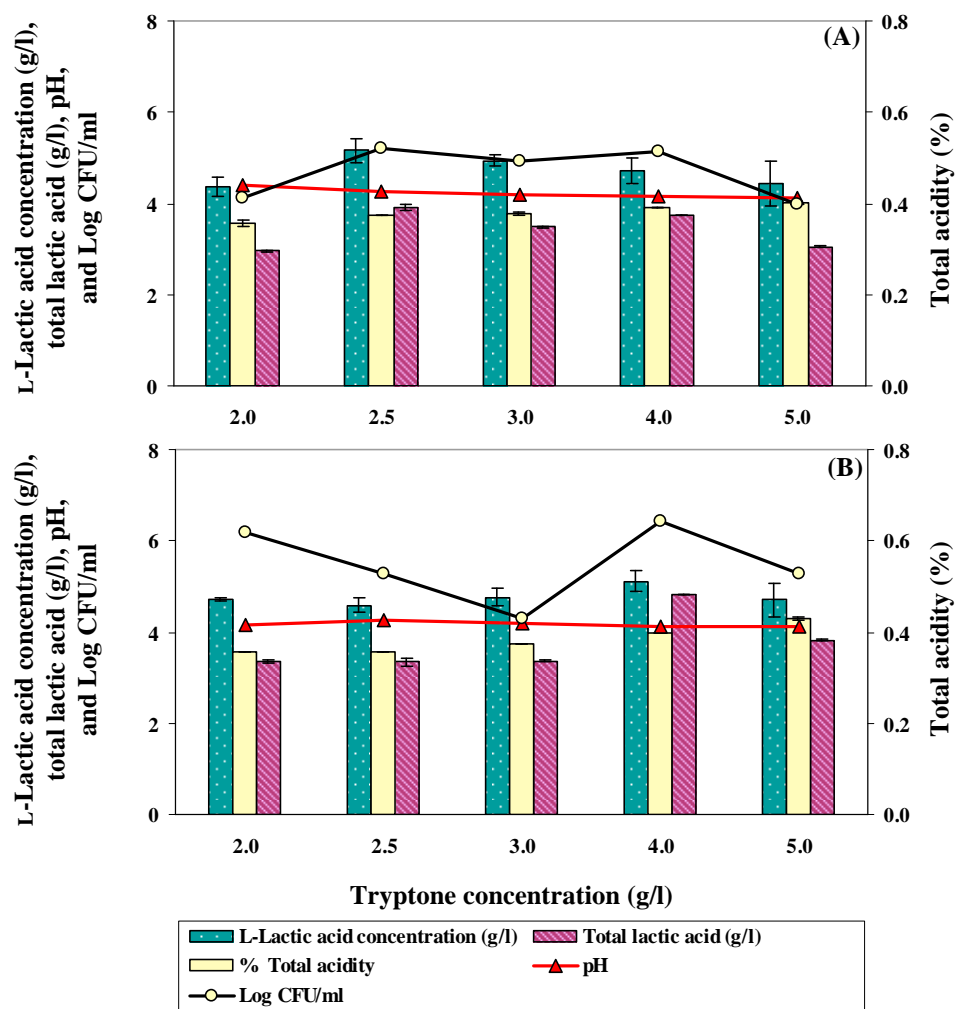 (A)
L-Lactic acid concentration (g/l),
total lactic acid (g/l), pH,
and Log CFU/ml
8
6
4
2
0
0.8
0.6
0.4
0.2
0.0
Total acidity (%)
2.0 2.5 3.0 4.0 5.0
(B)
L-Lactic acid concentration (g/l),
total lactic acid (g/l), pH,
and Log CFU/ml
8
6
4
2
0
0.8
0.6
0.4
0.2
0.0
Total acidity (%)
2.0 2.5 3.0 4.0 5.0
Tryptone concentration (g/l)
L-Lactic acid concentration (g/l) Total lactic acid (g/l)
% Total acidity pH
Log CFU/ml